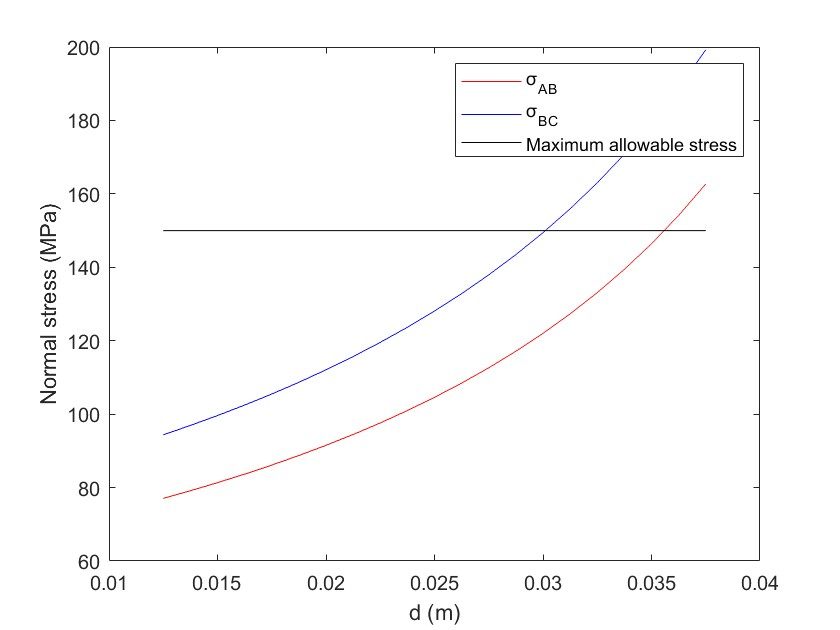 200
180
160
140
120
100
80
60
Normal stress (MPa)
σAB
σBC
Maximum allowable stress
0.01 0.015 0.02 0.025 0.03 0.035 0.04
d (m)